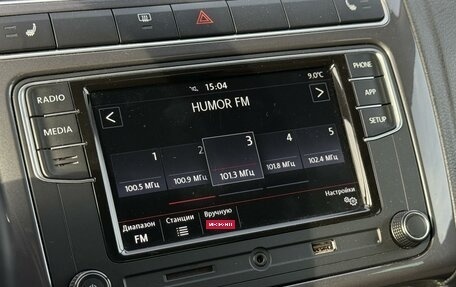 15:04
9.0°C
HUMOR FM
<
>
1
2
3
4
5
100.5 МГц
100.9 МГц
101.3 МГц
101.8 МГц
102.4 МГц
Настройки
Диапазон
FM
Станции
Вручную
RADIO
MEDIA
PHONE
APP
SETUP